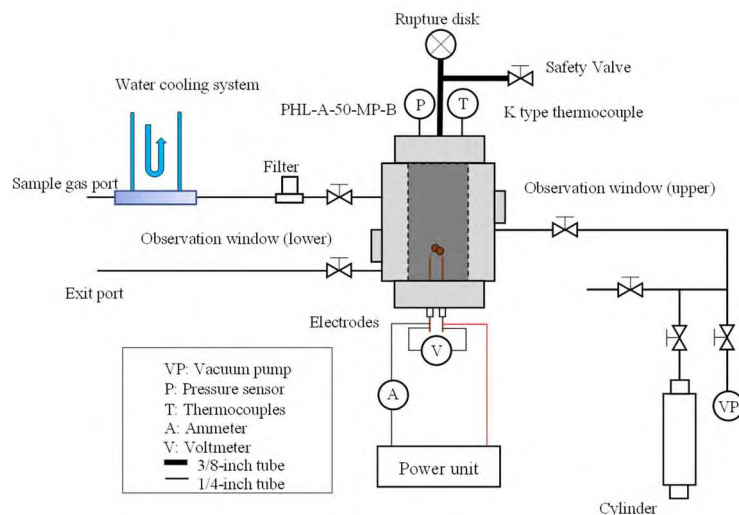 Rupture disk
Safety Valve
Water cooling system
PHL-A-50-MP-B
P
T
K type thermocouple
Filter
Sample gas port
Observation window (upper)
Observation window (lower)
Exit port
Electrodes
V
A
VP
Power unit
Cylinder
VP: Vacuum pump
P: Pressure sensor
T: Thermocouples
A: Ammeter
V: Voltmeter
3/8-inch tube
1/4-inch tube